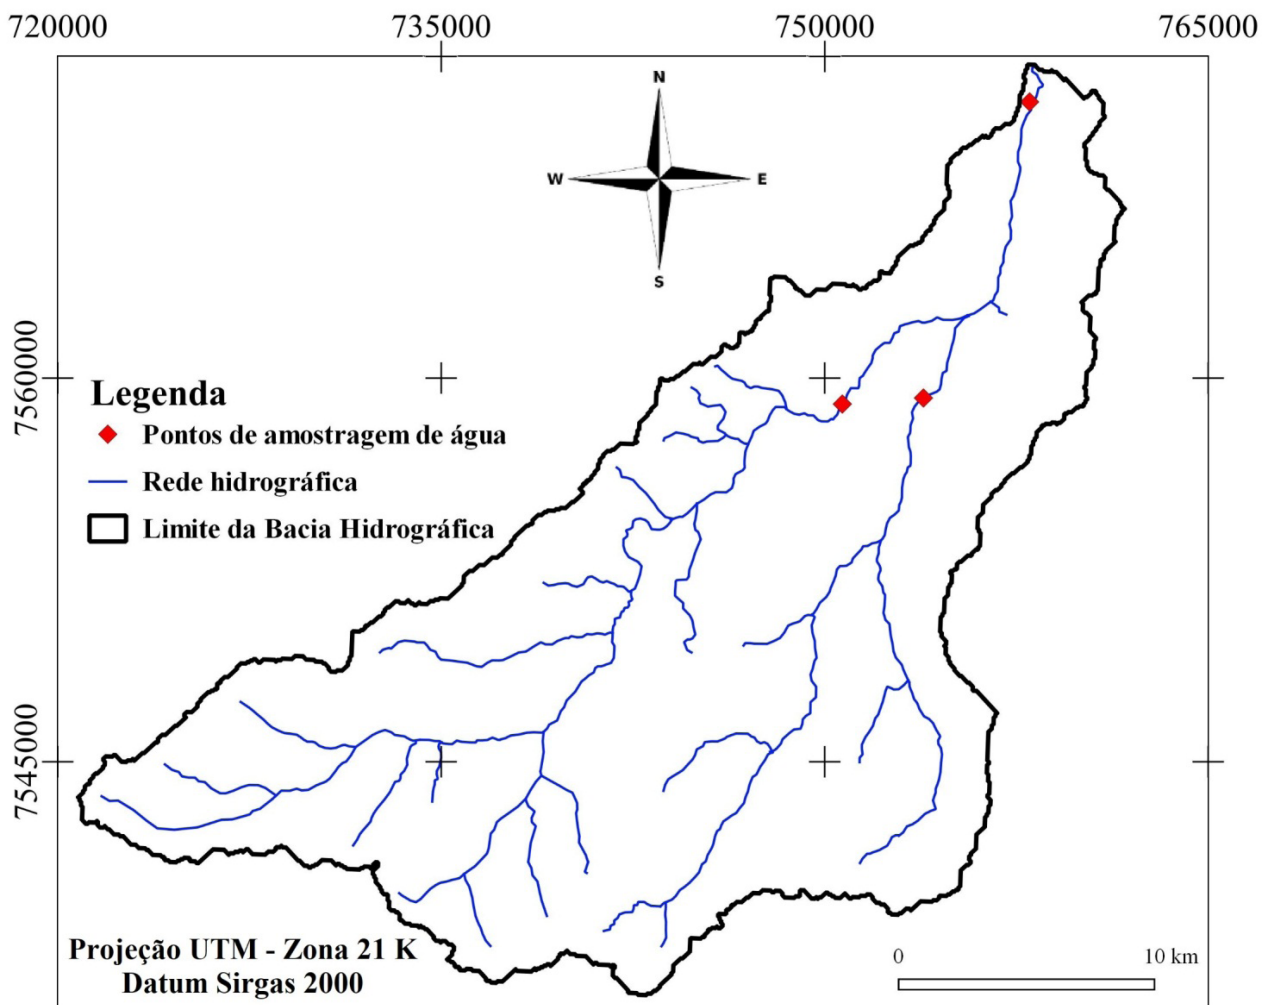 720000
735000
750000
765000
N
W
E
S
7560000
Legenda
Pontos de amostragem de água
Rede hidrográfica
Limite da Bacia Hidrográfica
7545000
Projeção UTM - Zona 21 K
Datum Sirgas 2000
0
10 km